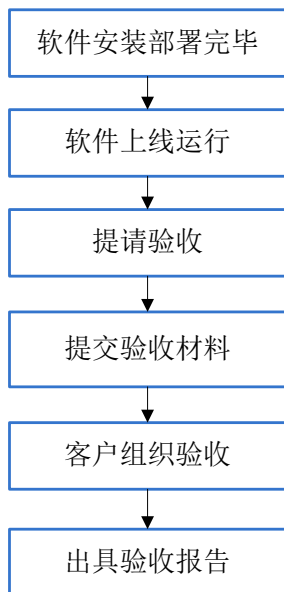 软件安装部署完毕
软件上线运行
提请验收
提交验收材料
客户组织验收
出具验收报告